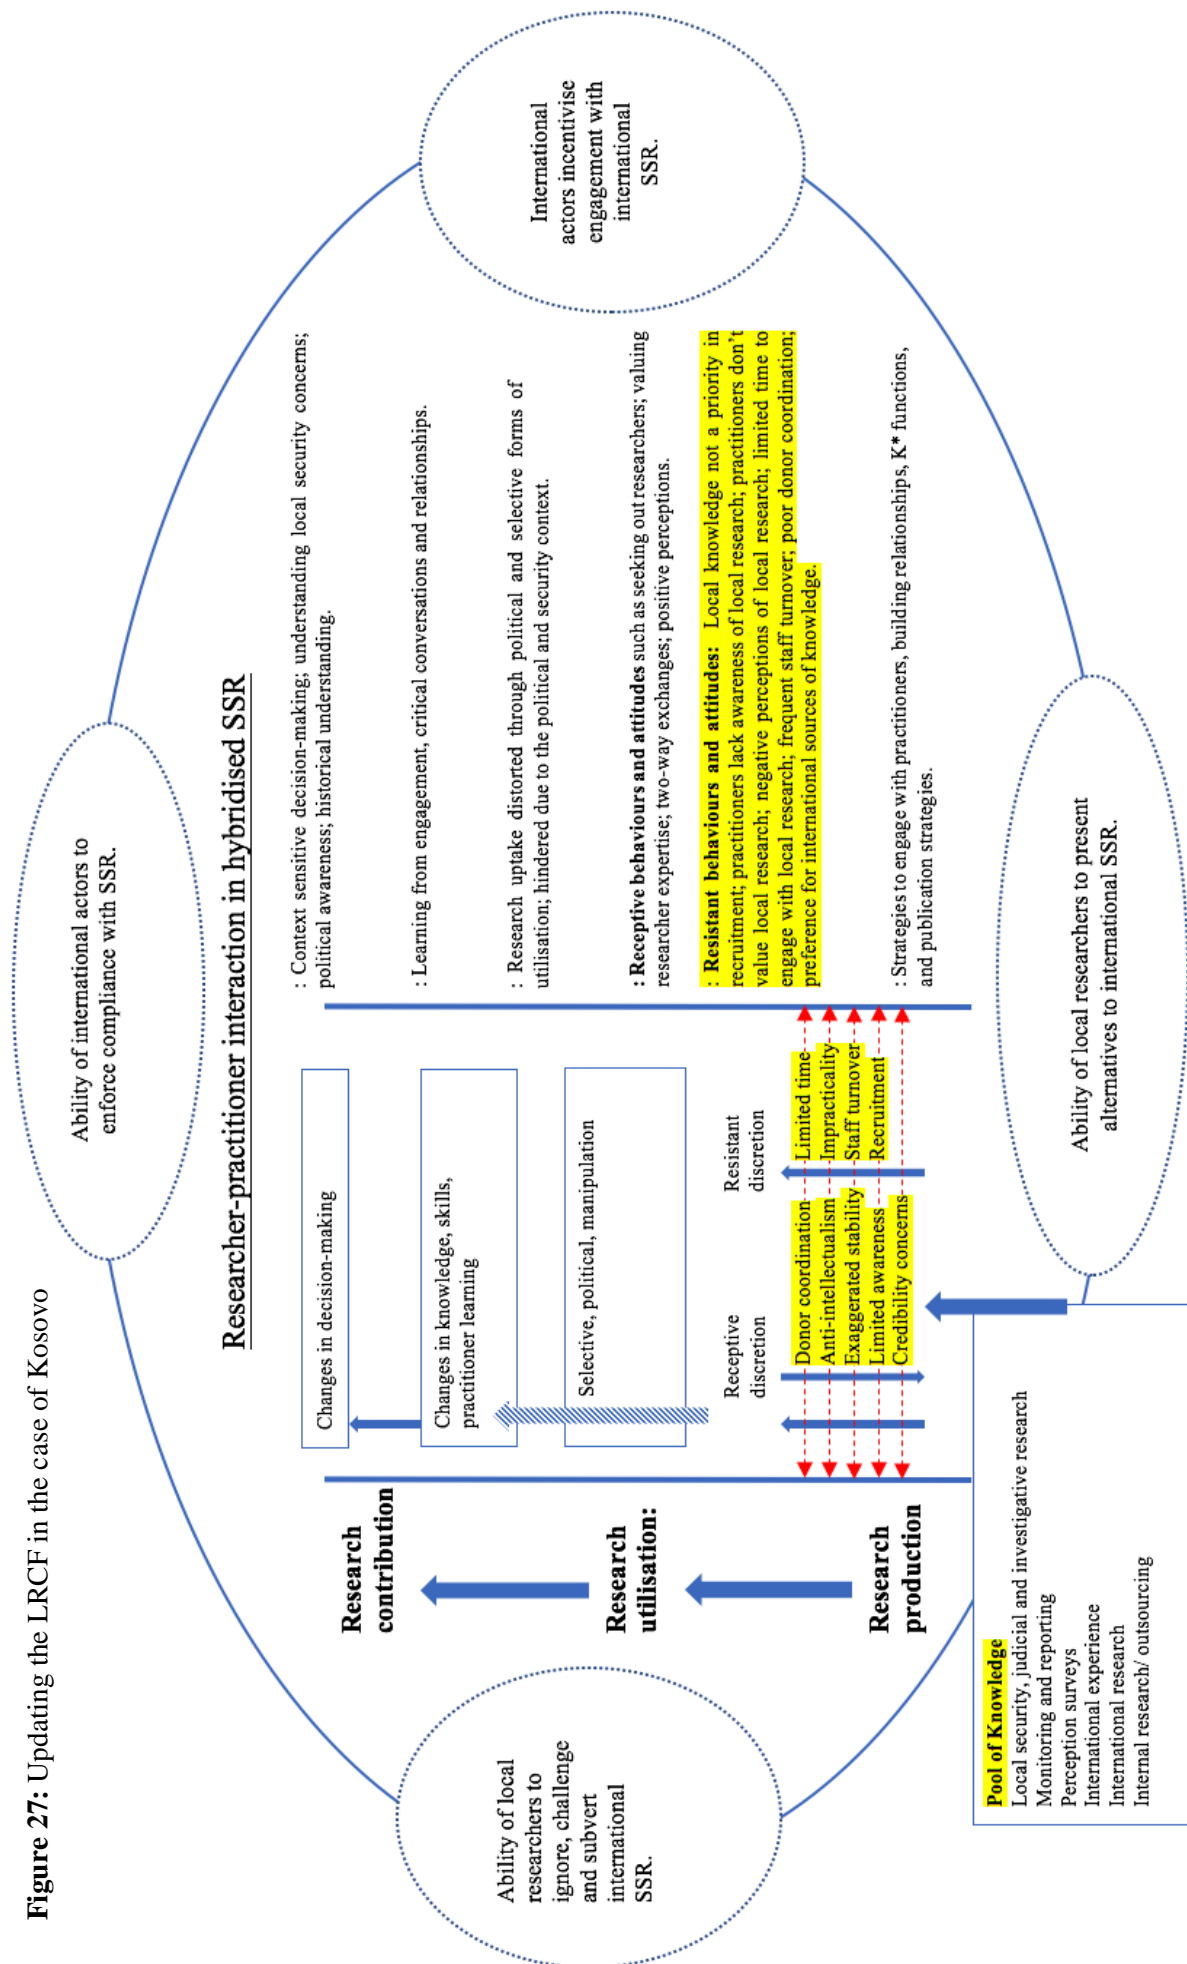 Figure 27: Updating the LRCF in the case of Kosovo
Ability of international actors to
enforce compliance with SSR.
Researcher-practitioner interaction in hybridised SSR
Ability of local
researchers to
ignore, challenge
and subvert
international
SSR.
International
actors incentivise
engagement with
international
SSR.
Research
contribution
Changes in decision-making
: Context sensitive decision-making; understanding local security concerns;
political awareness; historical understanding.
Changes in knowledge, skills,
practitioner learning
: Learning from engagement, critical conversations and relationships.
Research
utilisation:
Selective, political, manipulation
: Research uptake distorted through political and selective forms of
utilisation; hindered due to the political and security context.
Receptive
discretion
Resistant
discretion
: Receptive behaviours and attitudes such as seeking out researchers; valuing
researcher expertise; two-way exchanges; positive perceptions.
: Resistant behaviours and attitudes: Local knowledge not a priority in
recruitment; practitioners lack awareness of local research; practitioners don't
value local research; negative perceptions of local research; limited time to
engage with local research; frequent staff turnover; poor donor coordination;
preference for international sources of knowledge.
Research
production
Donor coordination
Limited time
Anti-intellectualism
Impracticality
Exaggerated stability
Staff turnover
Limited awareness
Recruitment
Credibility concerns
: Strategies to engage with practitioners, building relationships, K* functions,
and publication strategies.
Pool of Knowledge
Local security, judicial and investigative research
Monitoring and reporting
Perception surveys
International experience
International research
Internal research/ outsourcing
Ability of local researchers to present
alternatives to international SSR.